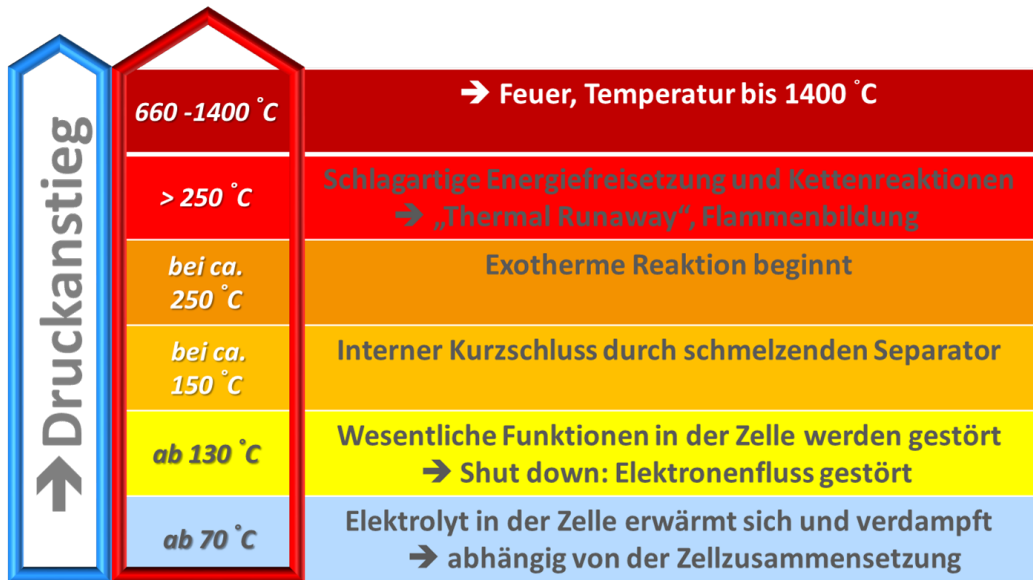 ➔ Druckanstieg
660 -1400 °C
➔ Feuer, Temperatur bis 1400 °C
> 250 °C
Schlagartige Energiefreisetzung und Kettenreaktionen
➔ „Thermal Runaway“, Flammenbildung
bei ca.
250 °C
Exotherme Reaktion beginnt
bei ca.
150 °C
Interner Kurzschluss durch schmelzenden Separator
ab 130 °C
Wesentliche Funktionen in der Zelle werden gestört
➔ Shut down: Elektronenfluss gestört
ab 70 °C
Elektrolyt in der Zelle erwärmt sich und verdampft
➔ abhängig von der Zellzusammensetzung